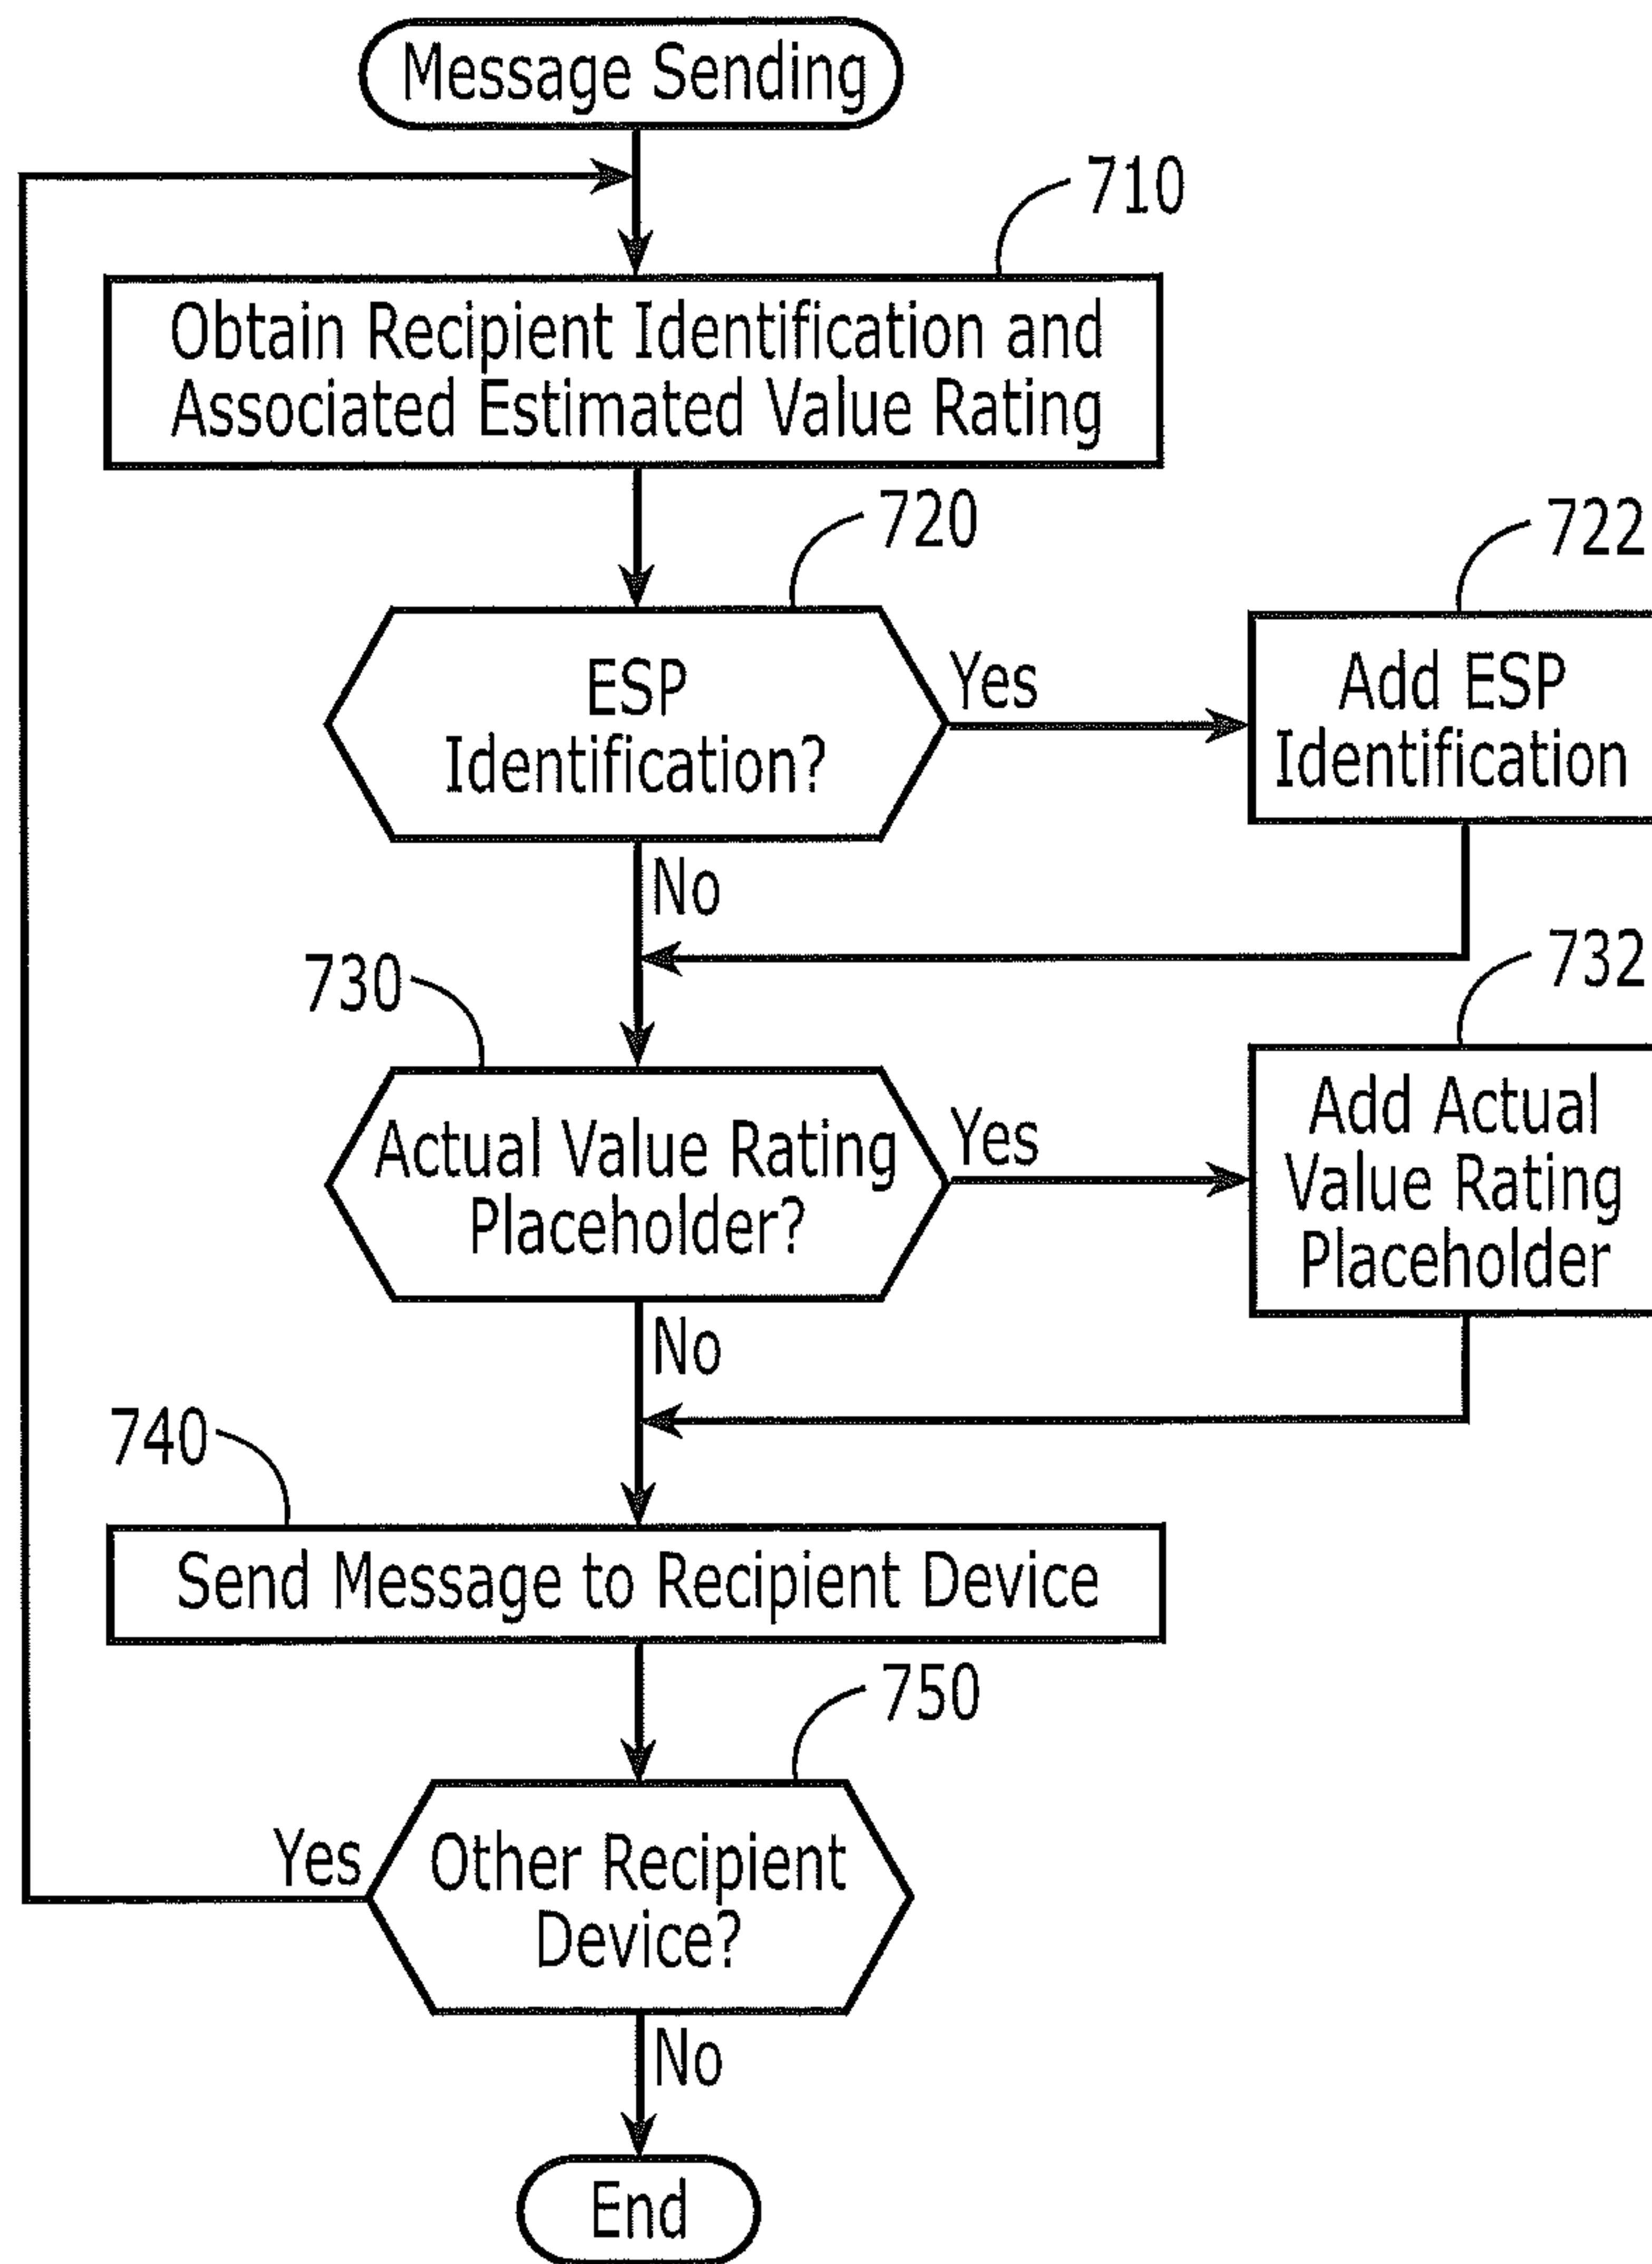 Message Sending
710
Obtain Recipient Identification and
Associated Estimated Value Rating
720
722
ESP
Identification?
Yes
Add ESP
Identification
No
730
732
Actual Value Rating
Placeholder?
Yes
Add Actual
Value Rating
Placeholder
No
740
Send Message to Recipient Device
750
Yes
Other Recipient
Device?
No
End